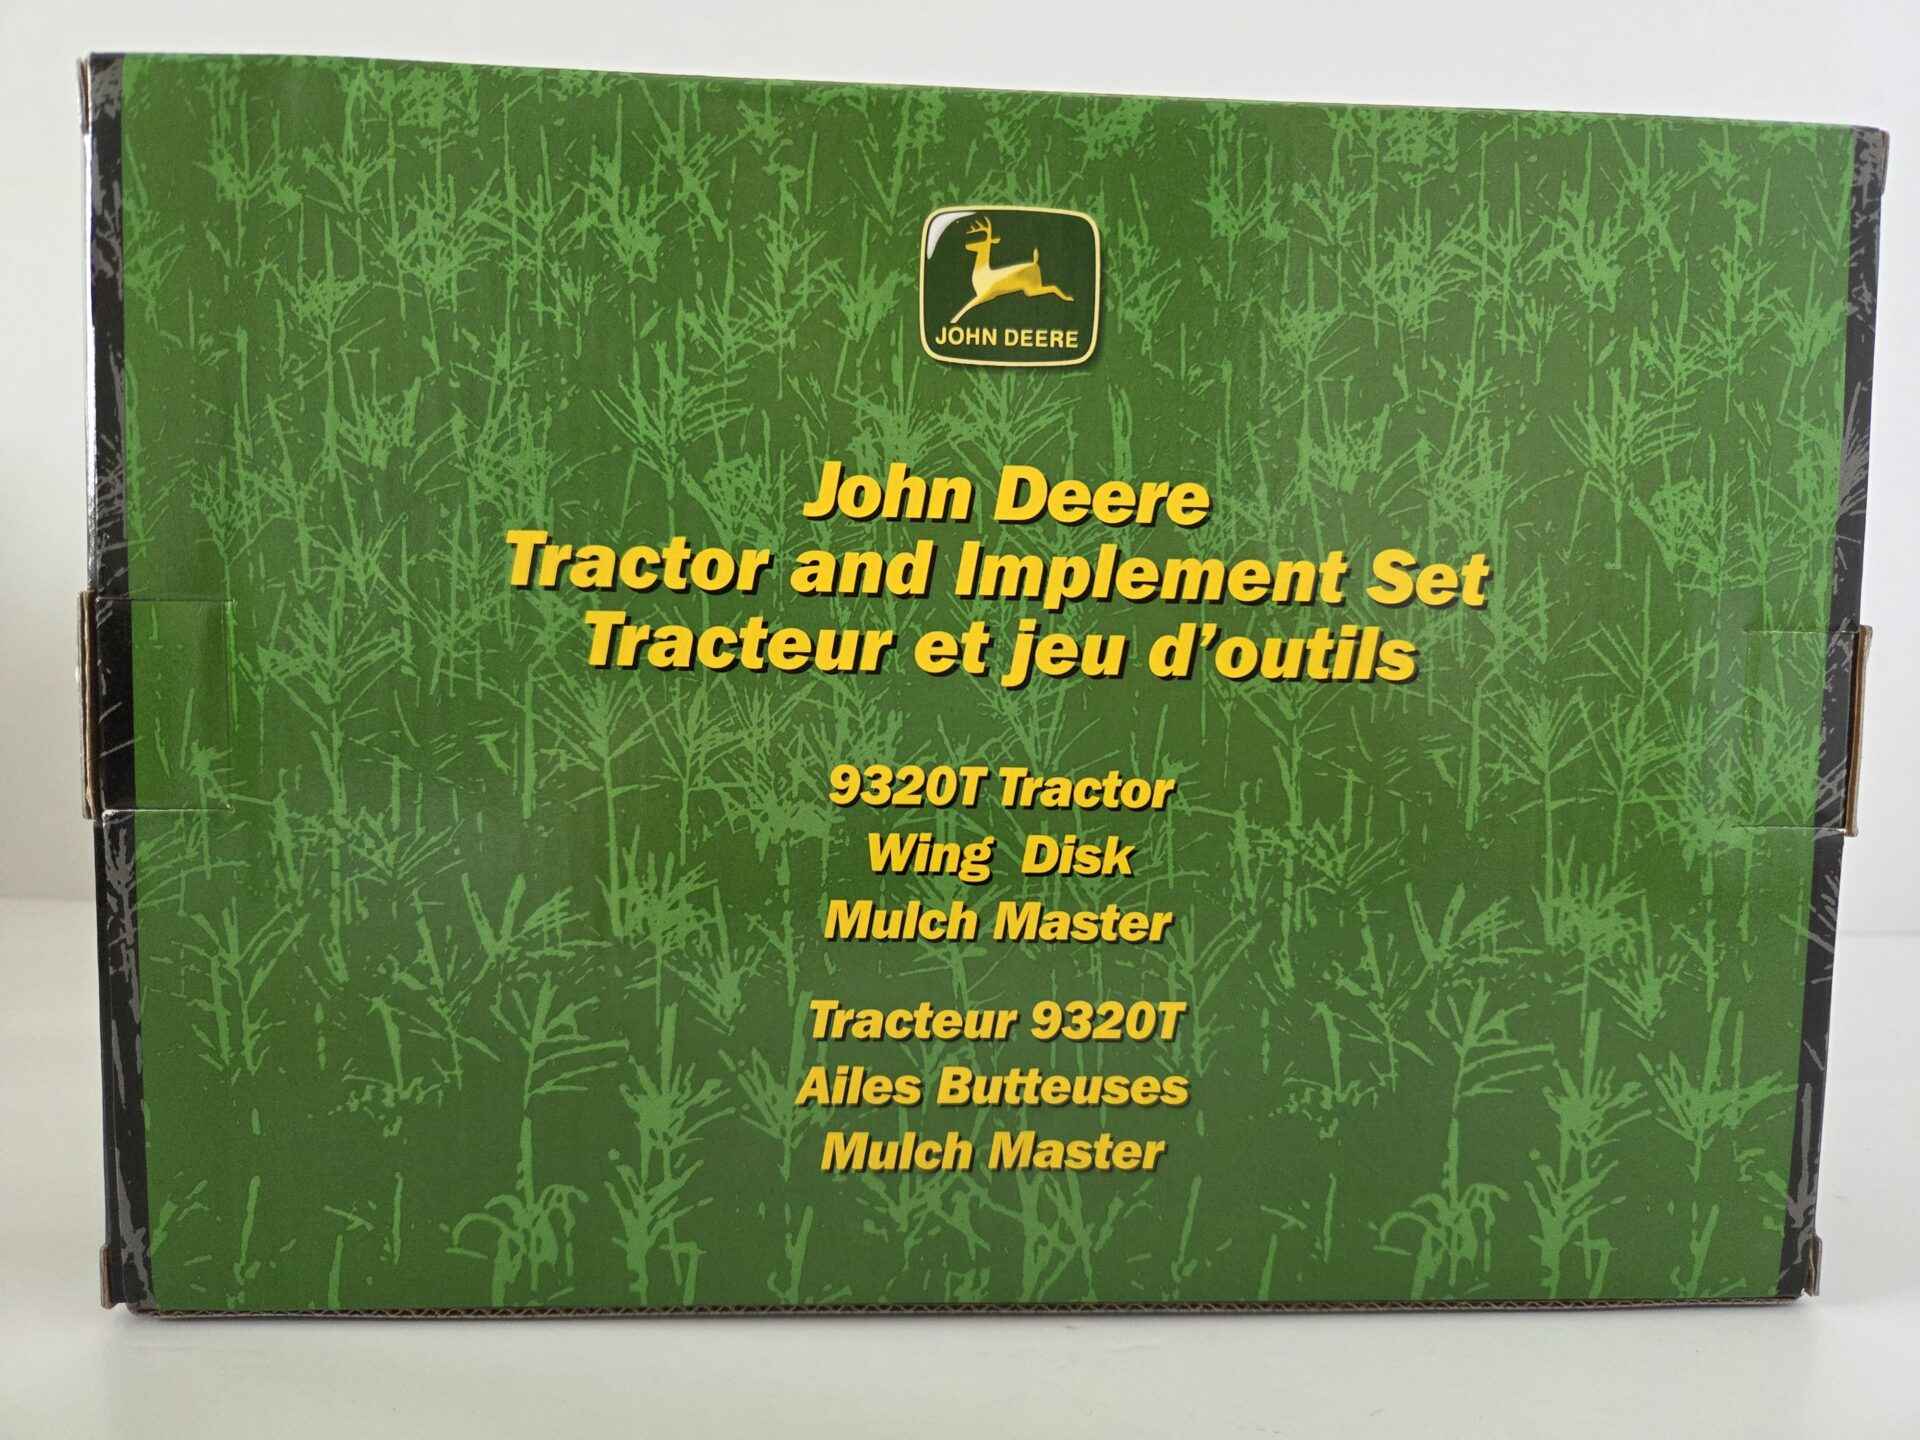 JOHN DEERE
John Deere
Tractor and Implement Set
Tracteur et jeu d'outils
9320T Tractor
Wing Disk
Mulch Master
Tracteur 9320T
Ailes Butteuses
Mulch Master